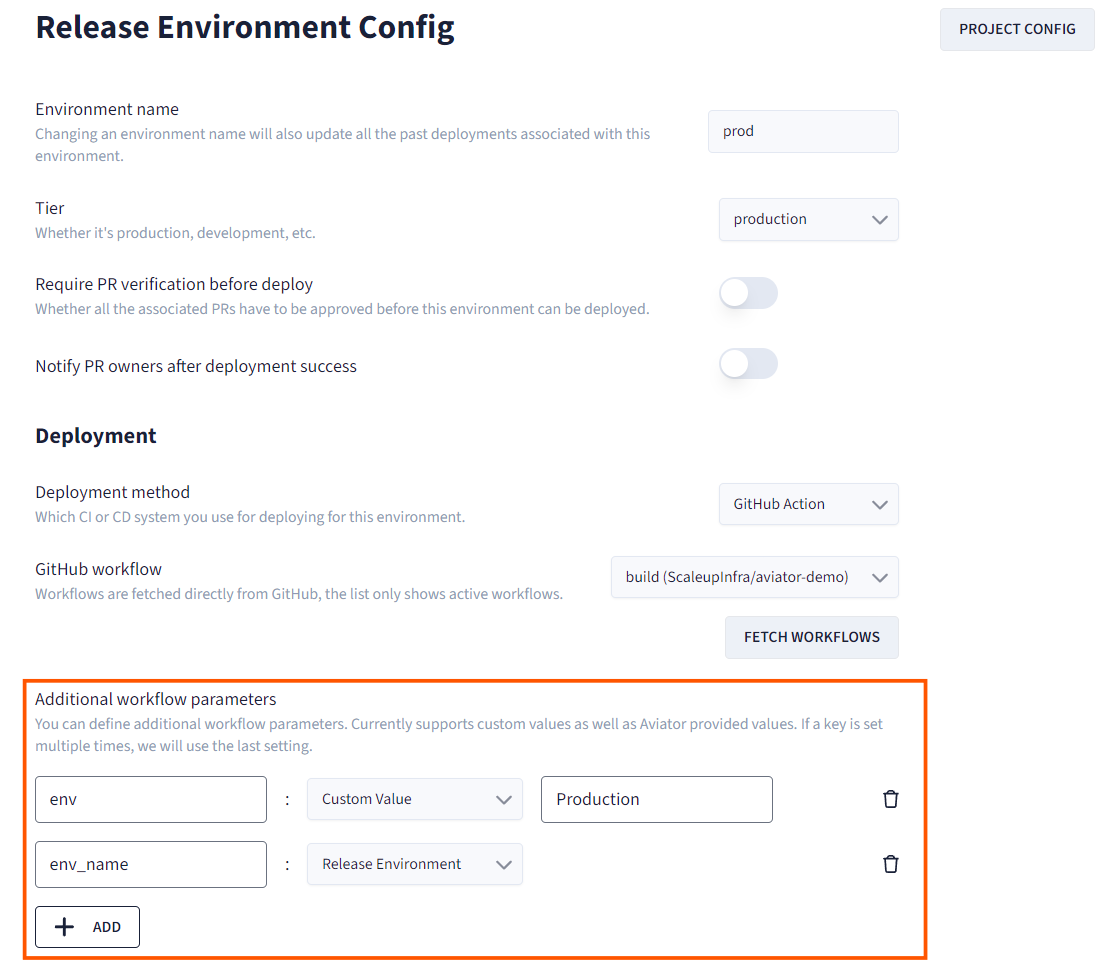 Release Environment Config
PROJECT CONFIG
Environment name
Changing an environment name will also update all the past deployments associated with this
environment.
prod
Tier
Whether it's production, development, etc.
production
Require PR verification before deploy
Whether all the associated PRs have to be approved before this environment can be deployed.
Notify PR owners after deployment success
Deployment
Deployment method
Which CI or CD system you use for deploying for this environment.
GitHub Action
GitHub workflow
Workflows are fetched directly from GitHub, the list only shows active workflows.
build (ScaleupInfra/aviator-demo)
FETCH WORKFLOWS
Additional workflow parameters
You can define additional workflow parameters. Currently supports custom values as well as Aviator provided values. If a key is set
multiple times, we will use the last setting.
env : Custom Value Production
env_name : Release Environment
+ ADD